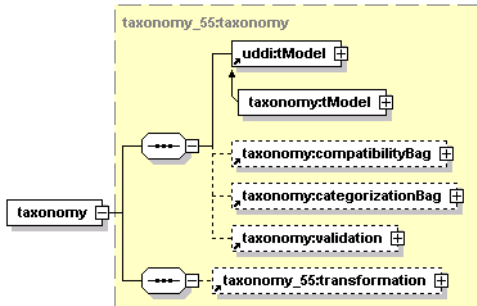 taxonomy_55:taxonomy
uddi:tModel
taxonomy:tModel
taxonomy:compatibilityBag
taxonomy:categorizationBag
taxonomy
taxonomy:validation
taxonomy_55:transformation